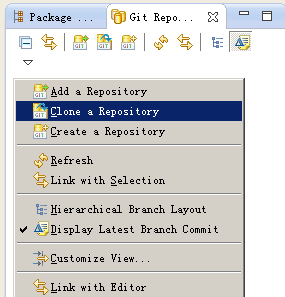 Package ...
Git Repo...
Add a Repository
Clone a Repository
Create a Repository
Refresh
Link with Selection
Hierarchical Branch Layout
Display Latest Branch Commit
Customize View...
Link with Editor